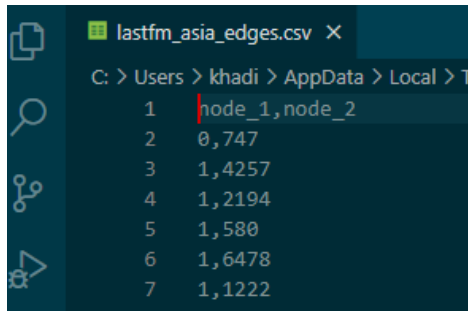 lastfm_asia_edges.csv
C: > Users > khadi > AppData > Local >
1 node_1,node_2
2 0,747
3 1,4257
4 1,2194
5 1,580
6 1,6478
7 1,1222